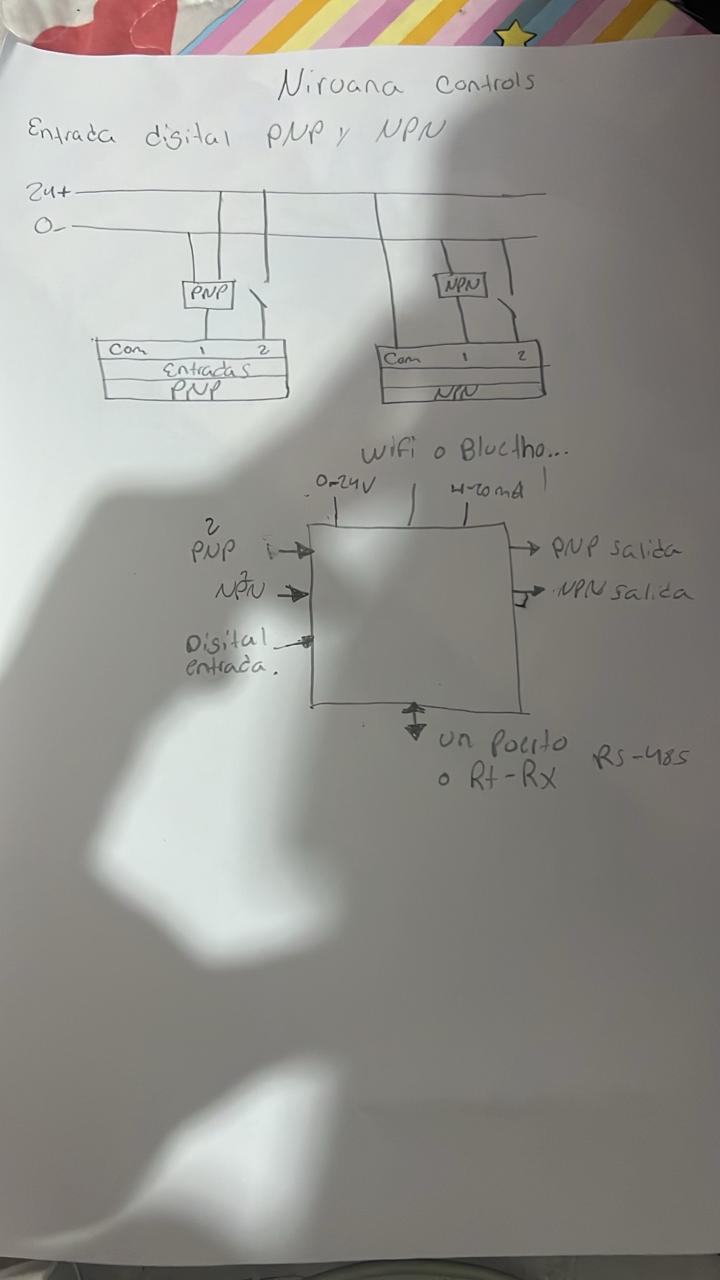 Nirvana Controls
Entrada digital PNP y NPN
24+
0-
PNP
NPN
Com 1 2
Entradas
PNP
Com 1 2
NPN
Wifi o Bluctho...
0-24V
4-20mA
2
PNP
2
NPN
Digital
entrada.
PNP salida
NPN salida
un Puerto
o Rt-Rx
RS-485